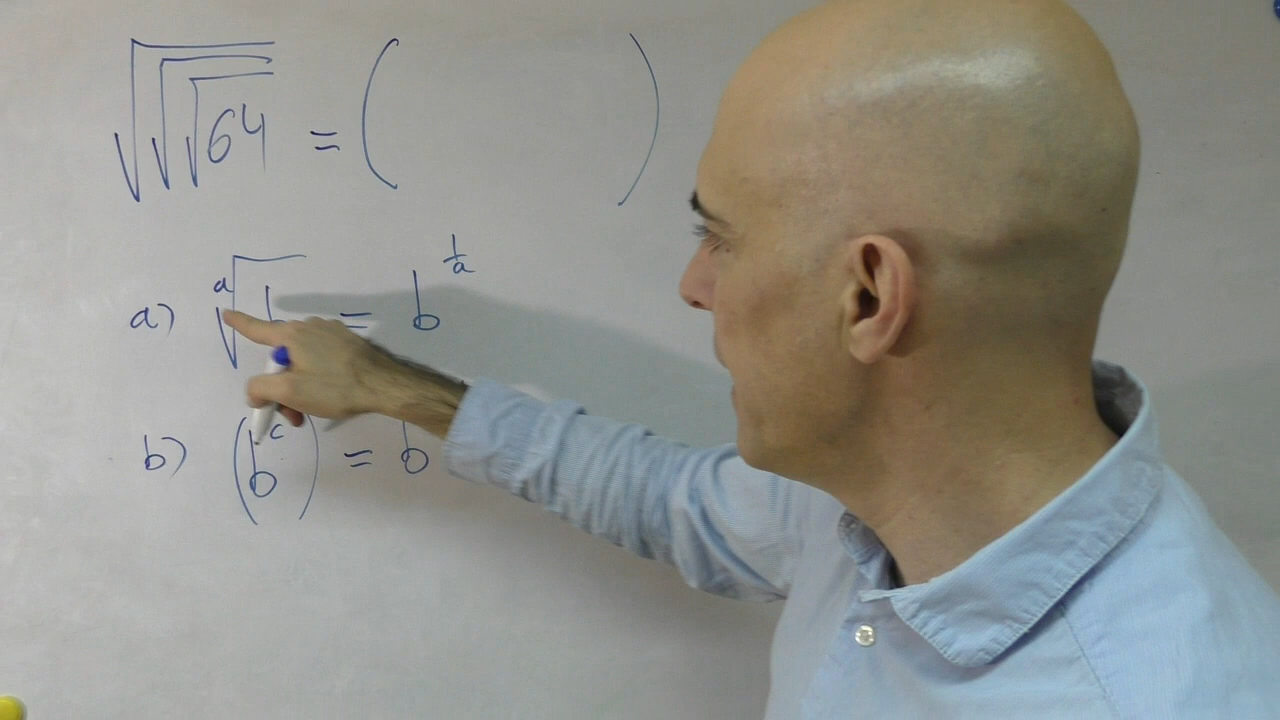 √√√64 = ( )
a) ᵃ√b = b^(1/a)
b) (b^c) = b